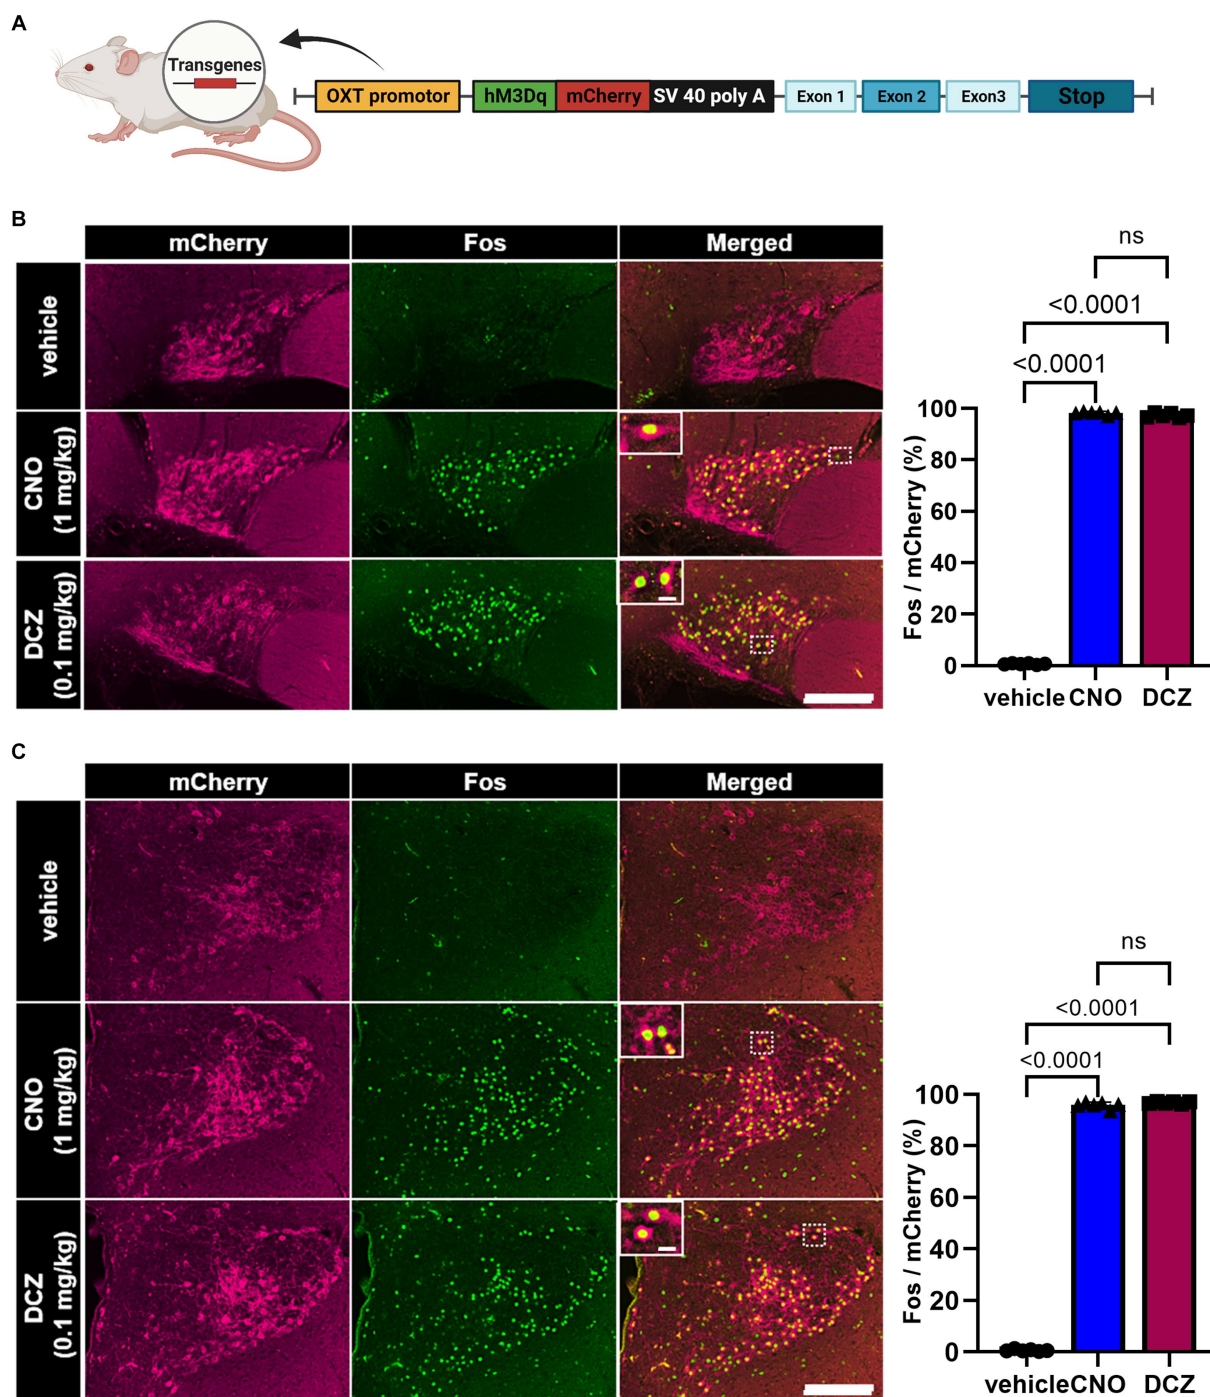 A
Transgenes
OXT promotor hM3Dq mCherry SV 40 poly A Exon 1 Exon 2 Exon3 Stop
B
mCherry Fos Merged
vehicle
CNO
(1 mg/kg)
DCZ
(0.1 mg/kg)
ns
<0.0001
<0.0001
Fos / mCherry (%)
100
80
60
40
20
0
vehicle CNO DCZ
C
mCherry Fos Merged
vehicle
CNO
(1 mg/kg)
DCZ
(0.1 mg/kg)
ns
<0.0001
<0.0001
Fos / mCherry (%)
100
80
60
40
20
0
vehicle CNO DCZ